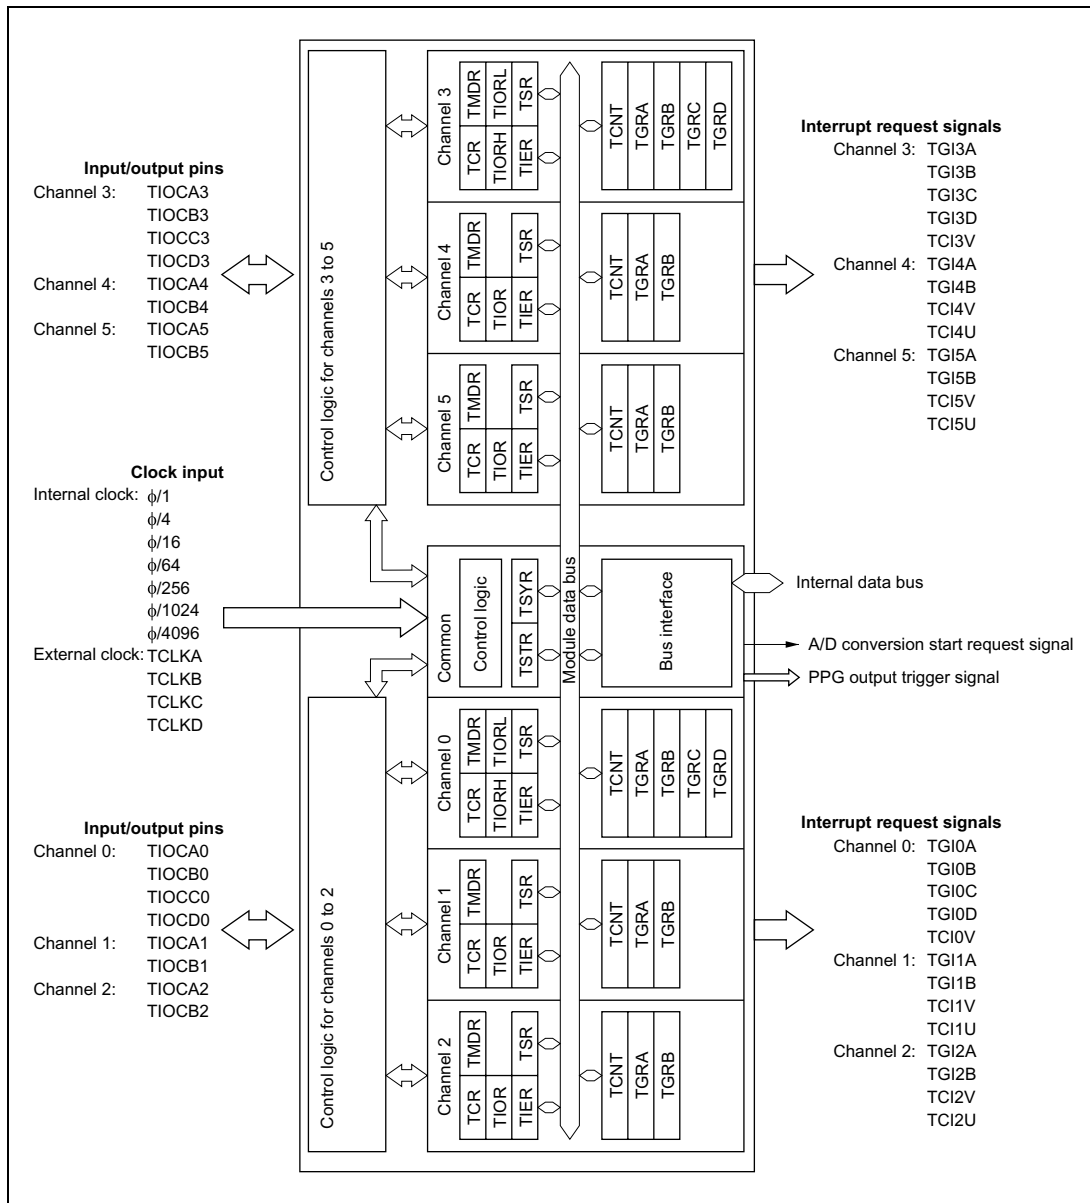 Input/output pins
Channel 3: TIOCA3
TIOCB3
TIOCC3
TIOCD3
Channel 4: TIOCA4
TIOCB4
Channel 5: TIOCA5
TIOCB5
Clock input
Internal clock: ϕ/1
ϕ/4
ϕ/16
ϕ/64
ϕ/256
ϕ/1024
ϕ/4096
External clock: TCLKA
TCLKB
TCLKC
TCLKD
Input/output pins
Channel 0: TIOCA0
TIOCB0
TIOCC0
TIOCD0
Channel 1: TIOCA1
TIOCB1
Channel 2: TIOCA2
TIOCB2
Control logic for channels 3 to 5
Control logic for channels 0 to 2
Channel 3
TCR TMDR
TIORH TIORL
TIER TSR
TCNT
TGRA
TGRB
TGRC
TGRD
Channel 4
TCR TMDR
TIOR
TIER TSR
TCNT
TGRA
TGRB
Channel 5
TCR TMDR
TIOR
TIER TSR
TCNT
TGRA
TGRB
Common
Control logic
TSTR TSYR
Module data bus
Bus interface
Channel 0
TCR TMDR
TIORH TIORL
TIER TSR
TCNT
TGRA
TGRB
TGRC
TGRD
Channel 1
TCR TMDR
TIOR
TIER TSR
TCNT
TGRA
TGRB
Channel 2
TCR TMDR
TIOR
TIER TSR
TCNT
TGRA
TGRB
Interrupt request signals
Channel 3: TGI3A
TGI3B
TGI3C
TGI3D
TCI3V
Channel 4: TGI4A
TGI4B
TCI4V
TCI4U
Channel 5: TGI5A
TGI5B
TCI5V
TCI5U
Internal data bus
A/D conversion start request signal
PPG output trigger signal
Interrupt request signals
Channel 0: TGI0A
TGI0B
TGI0C
TGI0D
TCI0V
Channel 1: TGI1A
TGI1B
TCI1V
TCI1U
Channel 2: TGI2A
TGI2B
TCI2V
TCI2U